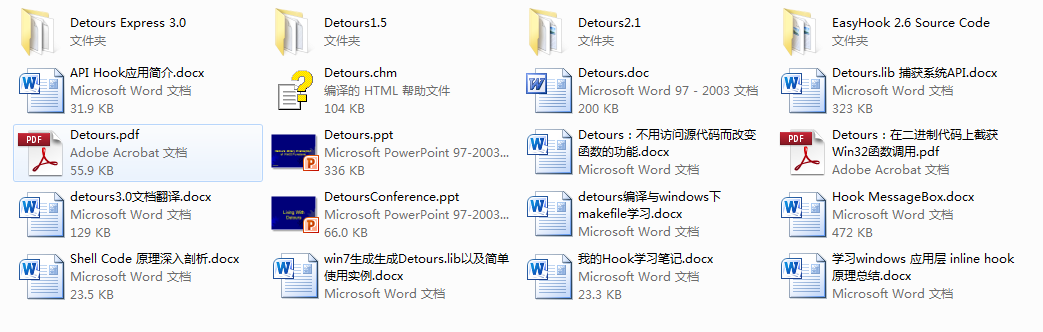 Detours Express 3.0
文件夹
Detours1.5
文件夹
Detours2.1
文件夹
EasyHook 2.6 Source Code
文件夹
API Hook应用简介.docx
Microsoft Word 文档
31.9 KB
Detours.chm
编译的 HTML 帮助文件
104 KB
Detours.doc
Microsoft Word 97 - 2003 文档
200 KB
Detours.lib 捕获系统API.docx
Microsoft Word 文档
323 KB
PDF
Detours.pdf
Adobe Acrobat 文档
55.9 KB
Detours.ppt
Microsoft PowerPoint 97-2003...
336 KB
Detours：不用访问源代码而改变
函数的功能.docx
Microsoft Word 文档
PDF
Detours：在二进制代码上截获
Win32函数调用.pdf
Adobe Acrobat 文档
detours3.0文档翻译.docx
Microsoft Word 文档
129 KB
Living With
Detours
DetoursConference.ppt
Microsoft PowerPoint 97-2003...
66.0 KB
detours编译与windows下
makefile学习.docx
Microsoft Word 文档
Hook MessageBox.docx
Microsoft Word 文档
472 KB
Shell Code 原理深入剖析.docx
Microsoft Word 文档
23.5 KB
win7生成生成Detours.lib以及简单
使用实例.docx
Microsoft Word 文档
我的Hook学习笔记.docx
Microsoft Word 文档
23.3 KB
学习windows 应用层 inline hook
原理总结.docx
Microsoft Word 文档